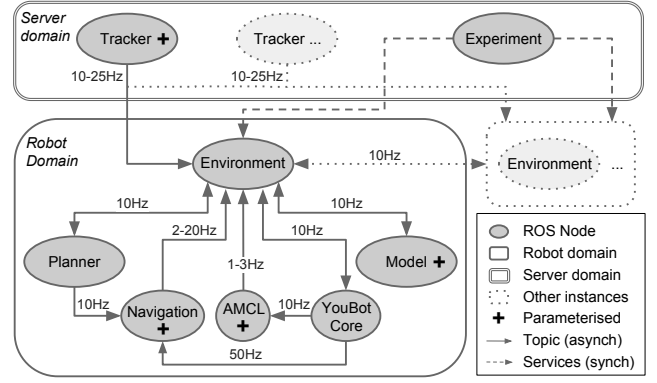 Server
domain
Tracker +
Tracker ...
Experiment
10-25Hz
10-25Hz
Robot
Domain
Environment
10Hz
Environment
...
10Hz
2-20Hz
10Hz
10Hz
1-3Hz
Planner
Model +
10Hz
Navigation
+
AMCL
+
10Hz
YouBot
Core
50Hz
ROS Node
Robot domain
Server domain
Other instances
+ Parameterised
Topic (asynch)
Services (synch)